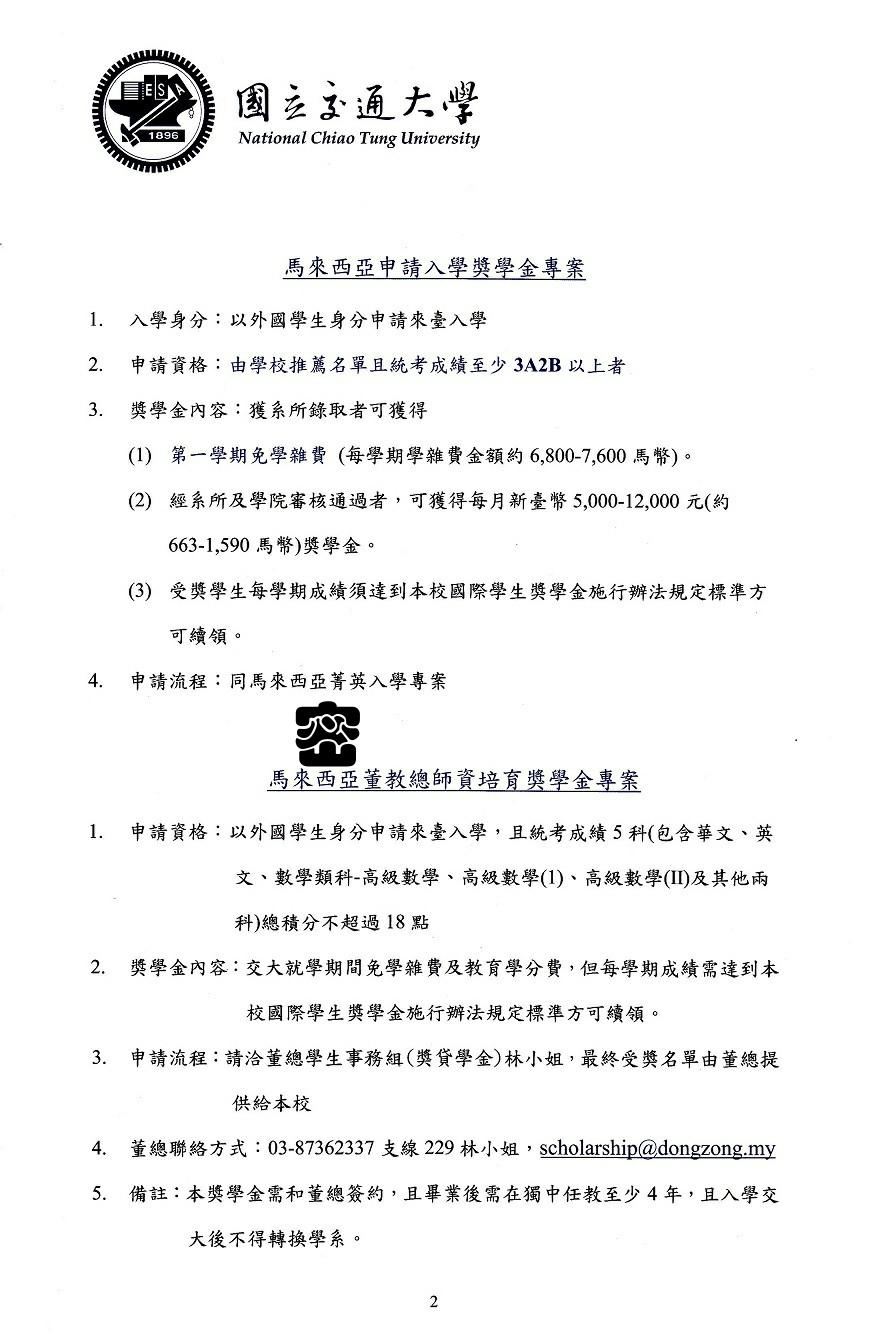 ESA
1896
國立交通大學
National Chiao Tung University
馬來西亞申請入學獎學金專案
1. 入學身分：以外國學生身分申請來臺入學
2. 申請資格：由學校推薦名單且統考成績至少 3A2B 以上者
3. 獎學金內容：獲系所錄取者可獲得
(1) 第一學期免學雜費 (每學期學雜費金額約 6,800-7,600 馬幣)。
(2) 經系所及學院審核通過者，可獲得每月新臺幣 5,000-12,000 元(約
663-1,590 馬幣)獎學金。
(3) 受獎學生每學期成績須達到本校國際學生獎學金施行辦法規定標準方
可續領。
4. 申請流程：同馬來西亞菁英入學專案
馬來西亞董教總師資培育獎學金專案
1. 申請資格：以外國學生身分申請來臺入學，且統考成績 5 科(包含華文、英
文、數學類科-高級數學、高級數學(1)、高級數學(II)及其他兩
科)總積分不超過 18 點
2. 獎學金內容：交大就學期間免學雜費及教育學分費，但每學期成績需達到本
校國際學生獎學金施行辦法規定標準方可續領。
3. 申請流程：請洽董總學生事務組(獎貸學金)林小姐，最終受獎名單由董總提
供給本校
4. 董總聯絡方式：03-87362337 支線 229 林小姐，scholarship@dongzong.my
5. 備註：本獎學金需和董總簽約，且畢業後需在獨中任教至少 4 年，且入學交
大後不得轉換學系。
2